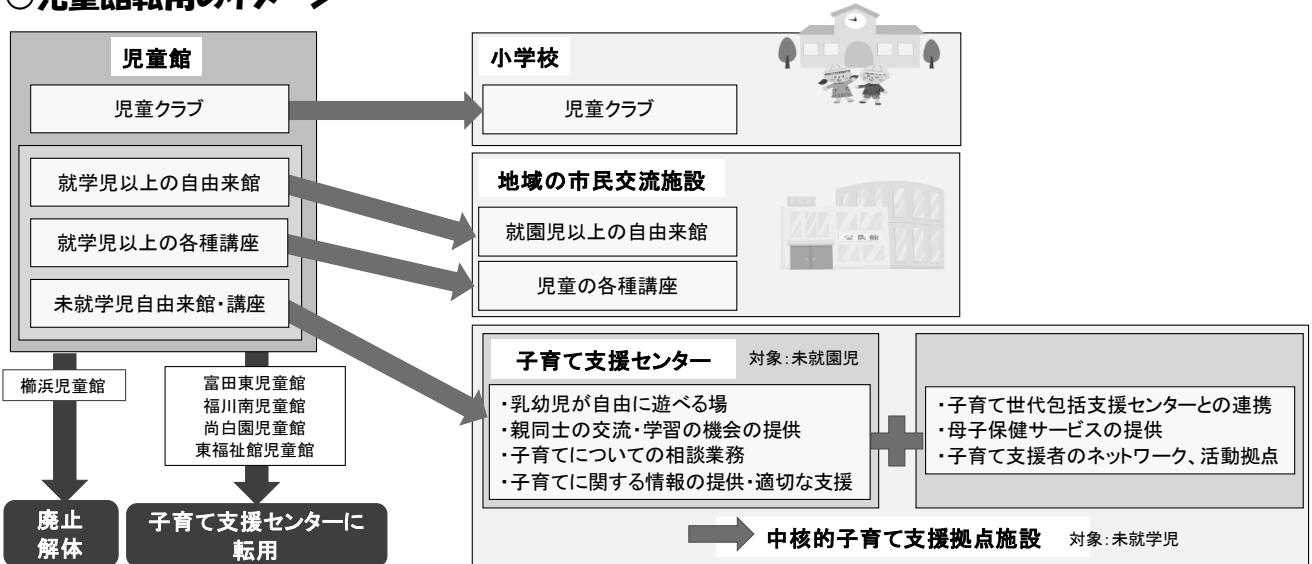 ○児童館転用のイメージ
児童館
児童クラブ
就学児以上の自由来館
就学児以上の各種講座
未就学児自由来館・講座
櫛浜児童館
富田東児童館
福川南児童館
尚白園児童館
東福祉館児童館
廃止
解体
子育て支援センターに
転用
小学校
児童クラブ
地域の市民交流施設
公民館
就園児以上の自由来館
児童の各種講座
子育て支援センター 対象:未就園児
・乳幼児が自由に遊べる場
・親同士の交流・学習の機会の提供
・子育てについての相談業務
・子育てに関する情報の提供・適切な支援
・子育て世代包括支援センターとの連携
・母子保健サービスの提供
・子育て支援者のネットワーク、活動拠点
中核的子育て支援拠点施設 対象:未就学児